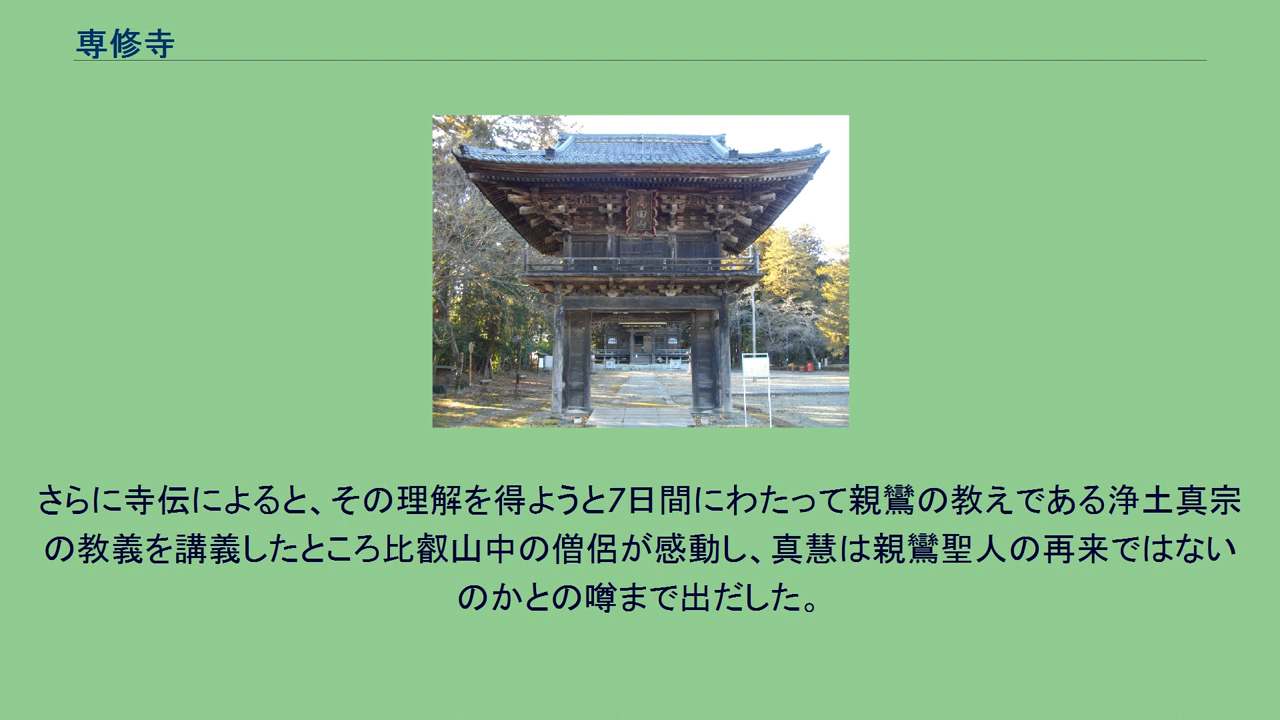 専修寺
高田山
さらに寺伝によると、その理解を得ようと7日間にわたって親鸞の教えである浄土真宗
の教義を講義したところ比叡山中の僧侶が感動し、真慧は親鸞聖人の再来ではない
のかとの噂まで出だした。